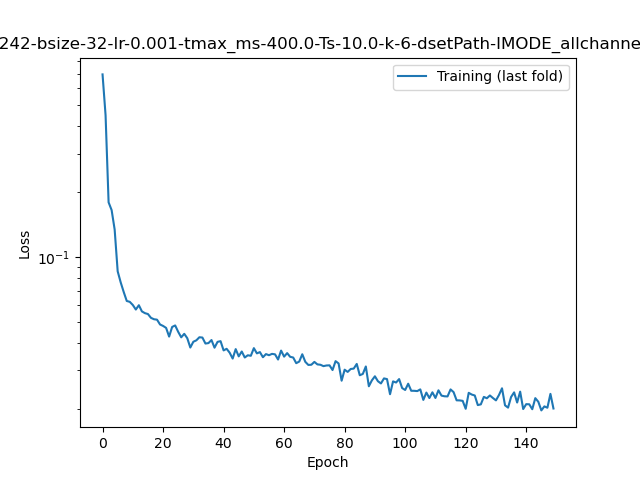 242-bsize-32-lr-0.001-tmax_ms-400.0-Ts-10.0-k-6-dsetPath-IMODE_allchanne
Training (last fold)
Loss
10⁻¹
0 20 40 60 80 100 120 140
Epoch